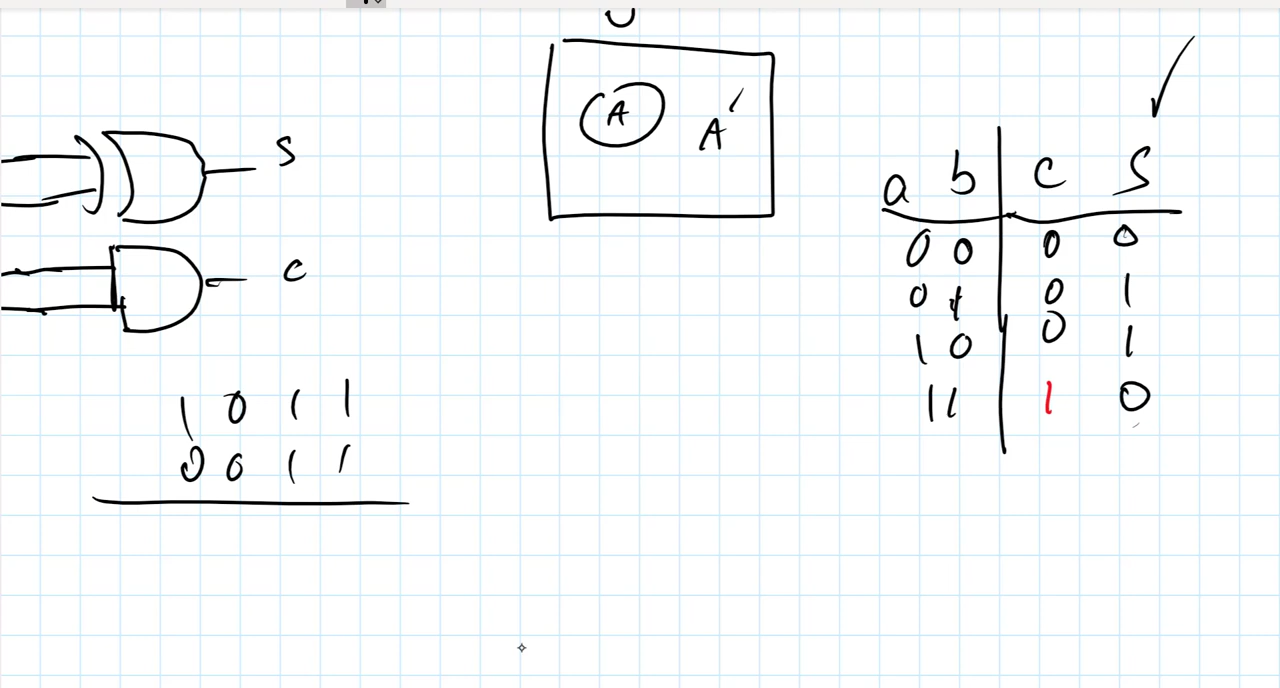 U
A A′
S
C
a b C S
0 0 0 0
0 1 0 1
1 0 0 1
1 1 1 0
1 0 1 1
0 0 1 1